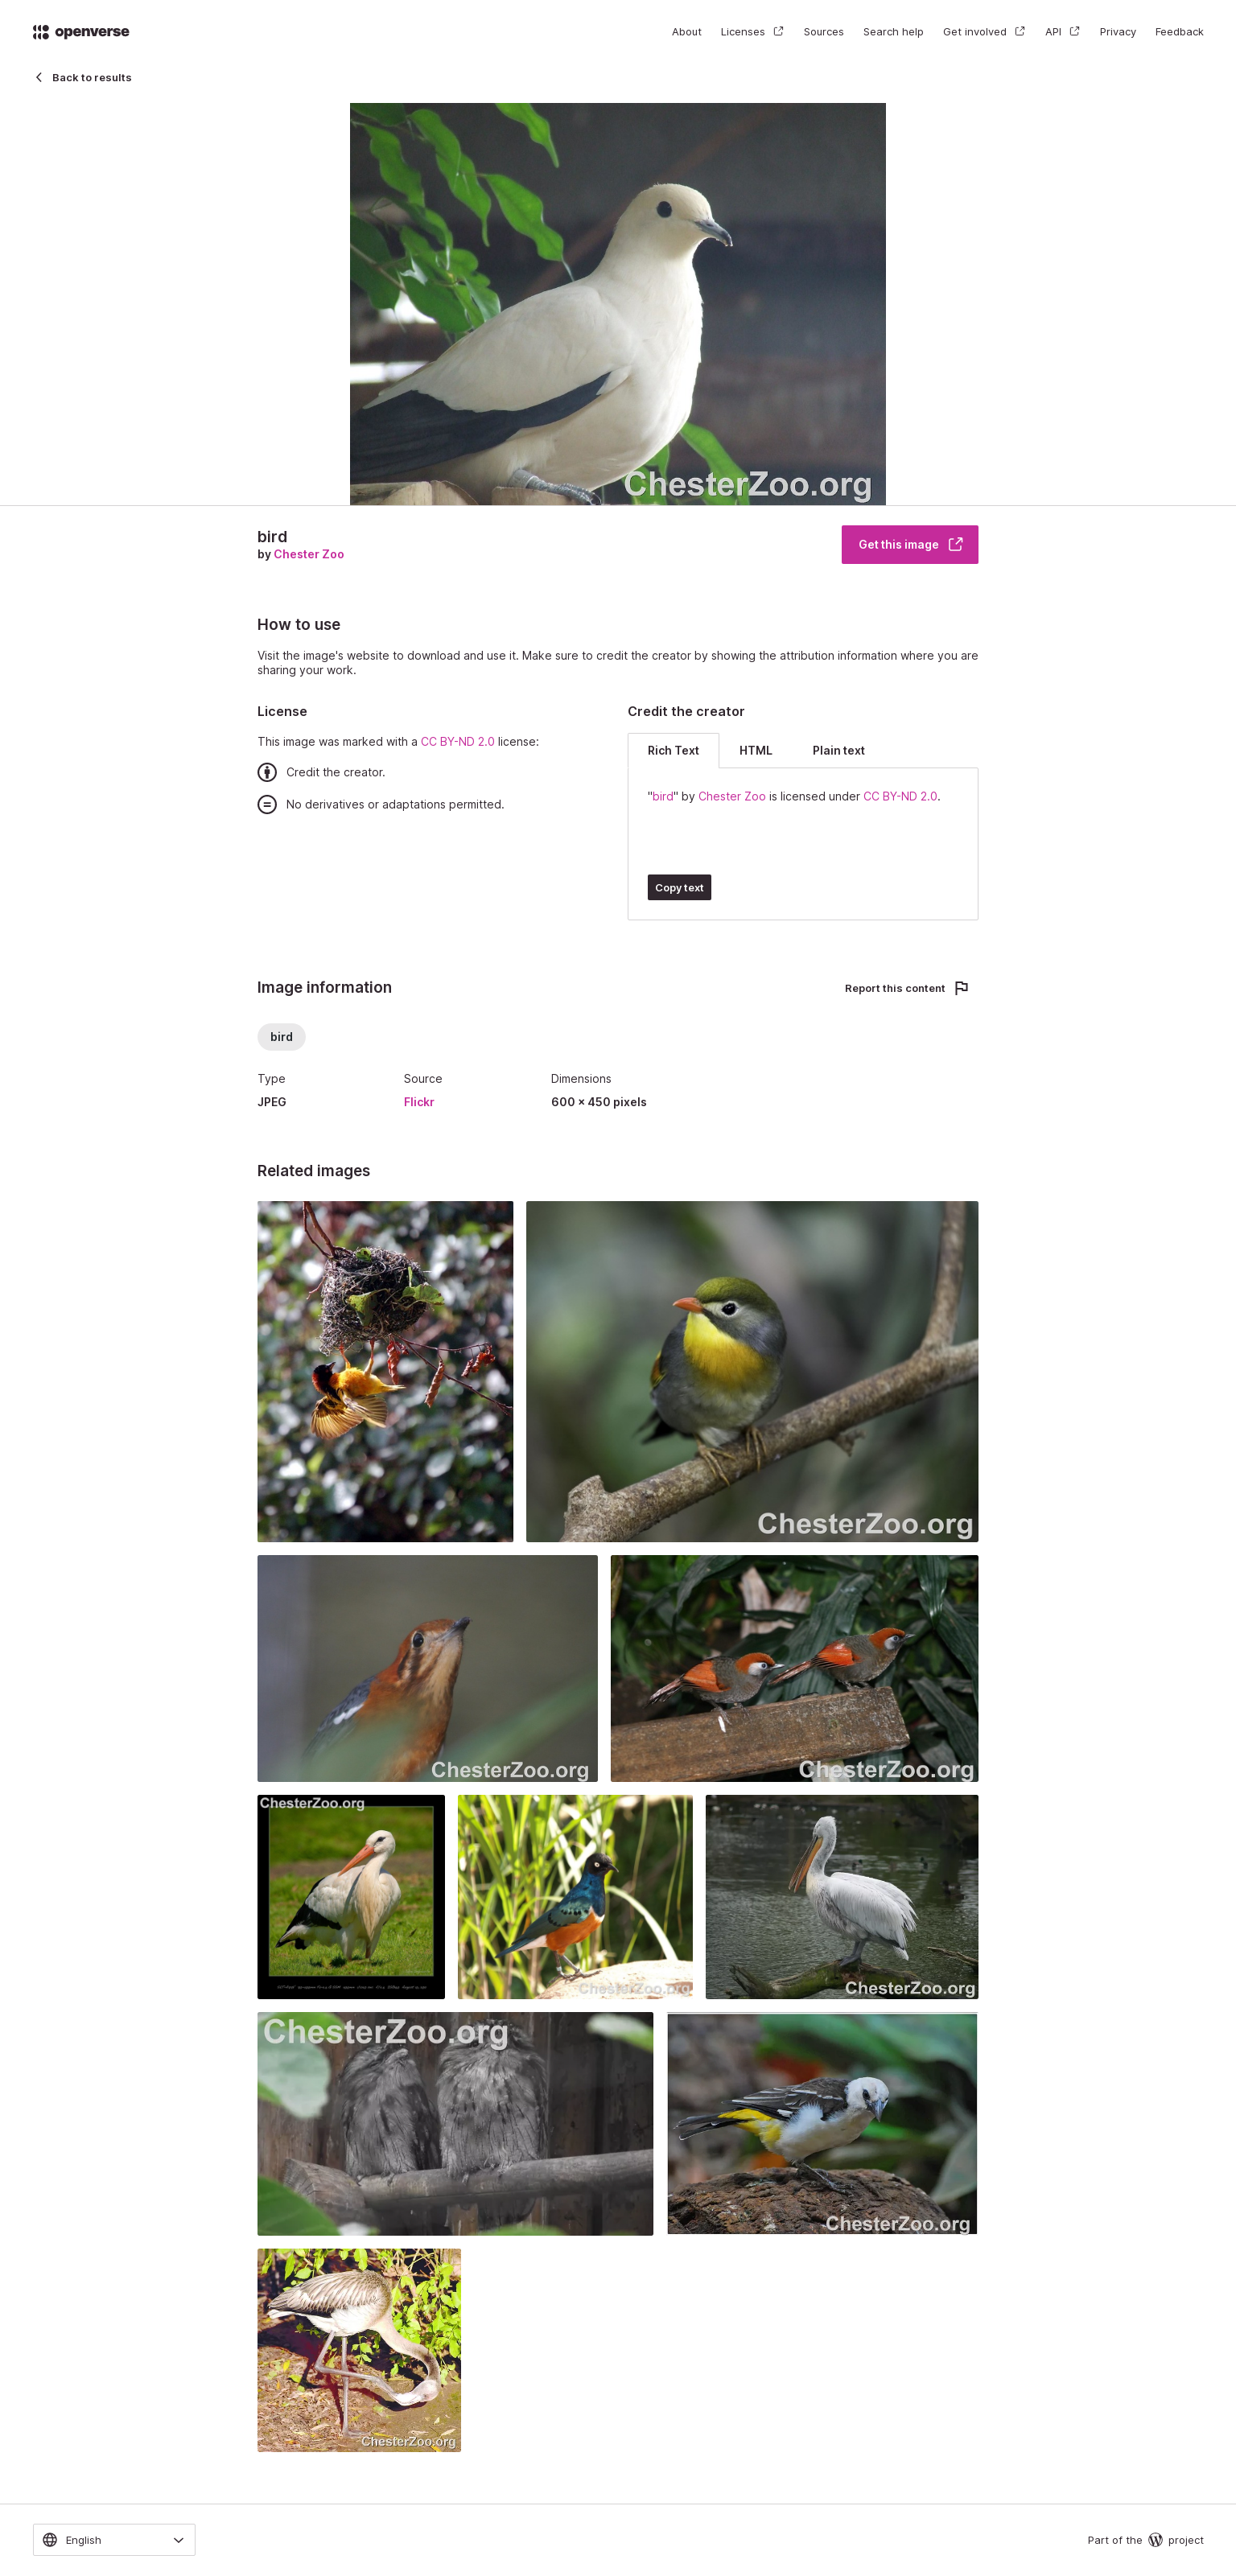 openverse
About Licenses Sources Search help Get involved API Privacy Feedback
Back to results
ChesterZoo.org
bird
by Chester Zoo
Get this image
How to use
Visit the image's website to download and use it. Make sure to credit the creator by showing the attribution information where you are
sharing your work.
License
This image was marked with a CC BY-ND 2.0 license:
Credit the creator.
No derivatives or adaptations permitted.
Credit the creator
Rich Text HTML Plain text
"bird" by Chester Zoo is licensed under CC BY-ND 2.0.
Copy text
Image information
Report this content
bird
Type
JPEG
Source
Flickr
Dimensions
600 × 450 pixels
Related images
ChesterZoo.org
ChesterZoo.org
ChesterZoo.org
ChesterZoo.org
ChesterZoo.org
ChesterZoo.org
ChesterZoo.org
ChesterZoo.org
ChesterZoo.org
English
Part of the project